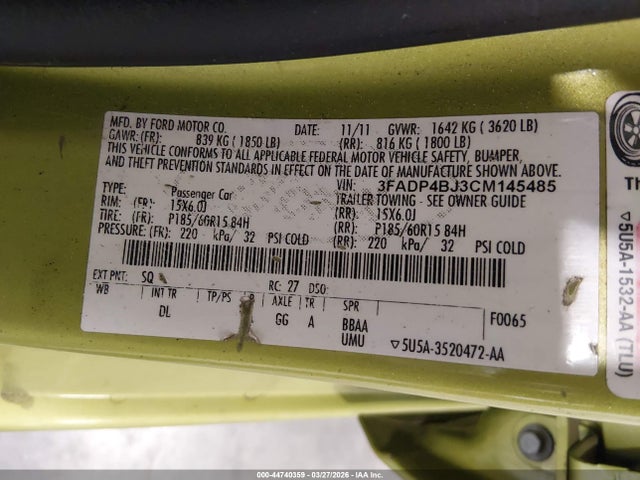 MFD. BY FORD MOTOR CO. DATE: 11/11 GVWR: 1642 KG ( 3620 LB)
GAWR: (FR): 839 KG ( 1850 LB) (RR): 816 KG ( 1800 LB)
THIS VEHICLE CONFORMS TO ALL APPLICABLE FEDERAL MOTOR VEHICLE SAFETY, BUMPER,
AND THEFT PREVENTION STANDARDS IN EFFECT ON THE DATE OF MANUFACTURE SHOWN ABOVE.
VIN: 3FADP4BJ3CM145485
TYPE: Passenger Car TRAILER TOWING - SEE OWNER GUIDE
RIM: (FR) 15X6.0J (RR) 15X6.0J
TIRE: (FR) P185/60R15 84H (RR) P185/60R15 84H
PRESSURE: (FR) 220 kPa/ 32 PSI COLD (RR) 220 kPa/ 32 PSI COLD
EXT PNT: SQ RC: 27 DSO:
WB INT TR TP/PS AXLE TR SPR F0065
DL GG A BBAA
UMU ▽5U5A-3520472-AA
Th
▽5U5A-1532-AA (TLU)
000-44740359 | 03/27/2026 - IAA, Inc.